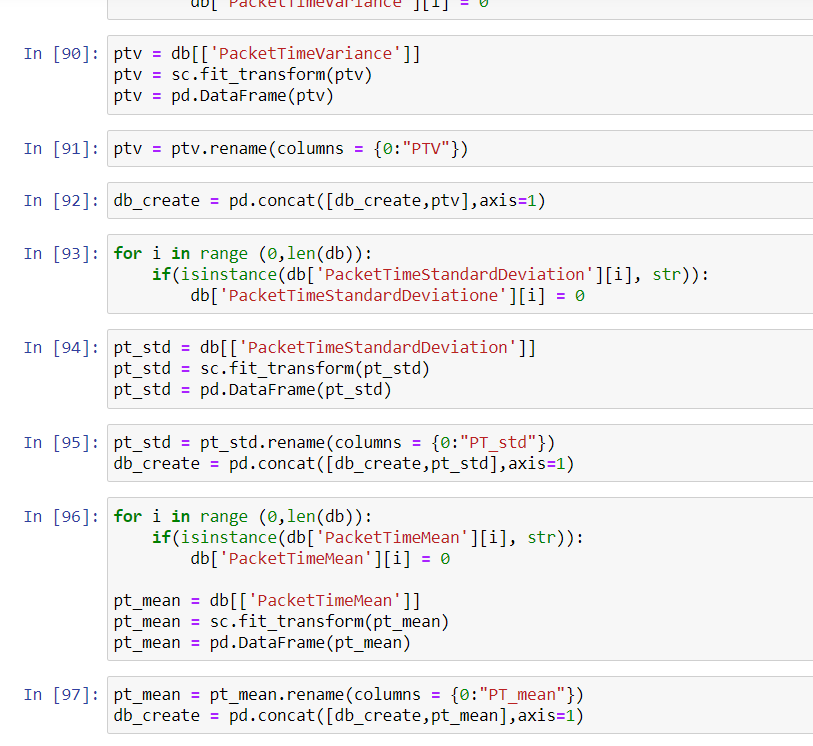 db['PacketTimeVariance'][i] = 0
In [90]: ptv = db[['PacketTimeVariance']]
ptv = sc.fit_transform(ptv)
ptv = pd.DataFrame(ptv)
In [91]: ptv = ptv.rename(columns = {0:"PTV"})
In [92]: db_create = pd.concat([db_create,ptv],axis=1)
In [93]: for i in range (0,len(db)):
if(isinstance(db['PacketTimeStandardDeviation'][i], str)):
db['PacketTimeStandardDeviatione'][i] = 0
In [94]: pt_std = db[['PacketTimeStandardDeviation']]
pt_std = sc.fit_transform(pt_std)
pt_std = pd.DataFrame(pt_std)
In [95]: pt_std = pt_std.rename(columns = {0:"PT_std"})
db_create = pd.concat([db_create,pt_std],axis=1)
In [96]: for i in range (0,len(db)):
if(isinstance(db['PacketTimeMean'][i], str)):
db['PacketTimeMean'][i] = 0
pt_mean = db[['PacketTimeMean']]
pt_mean = sc.fit_transform(pt_mean)
pt_mean = pd.DataFrame(pt_mean)
In [97]: pt_mean = pt_mean.rename(columns = {0:"PT_mean"})
db_create = pd.concat([db_create,pt_mean],axis=1)